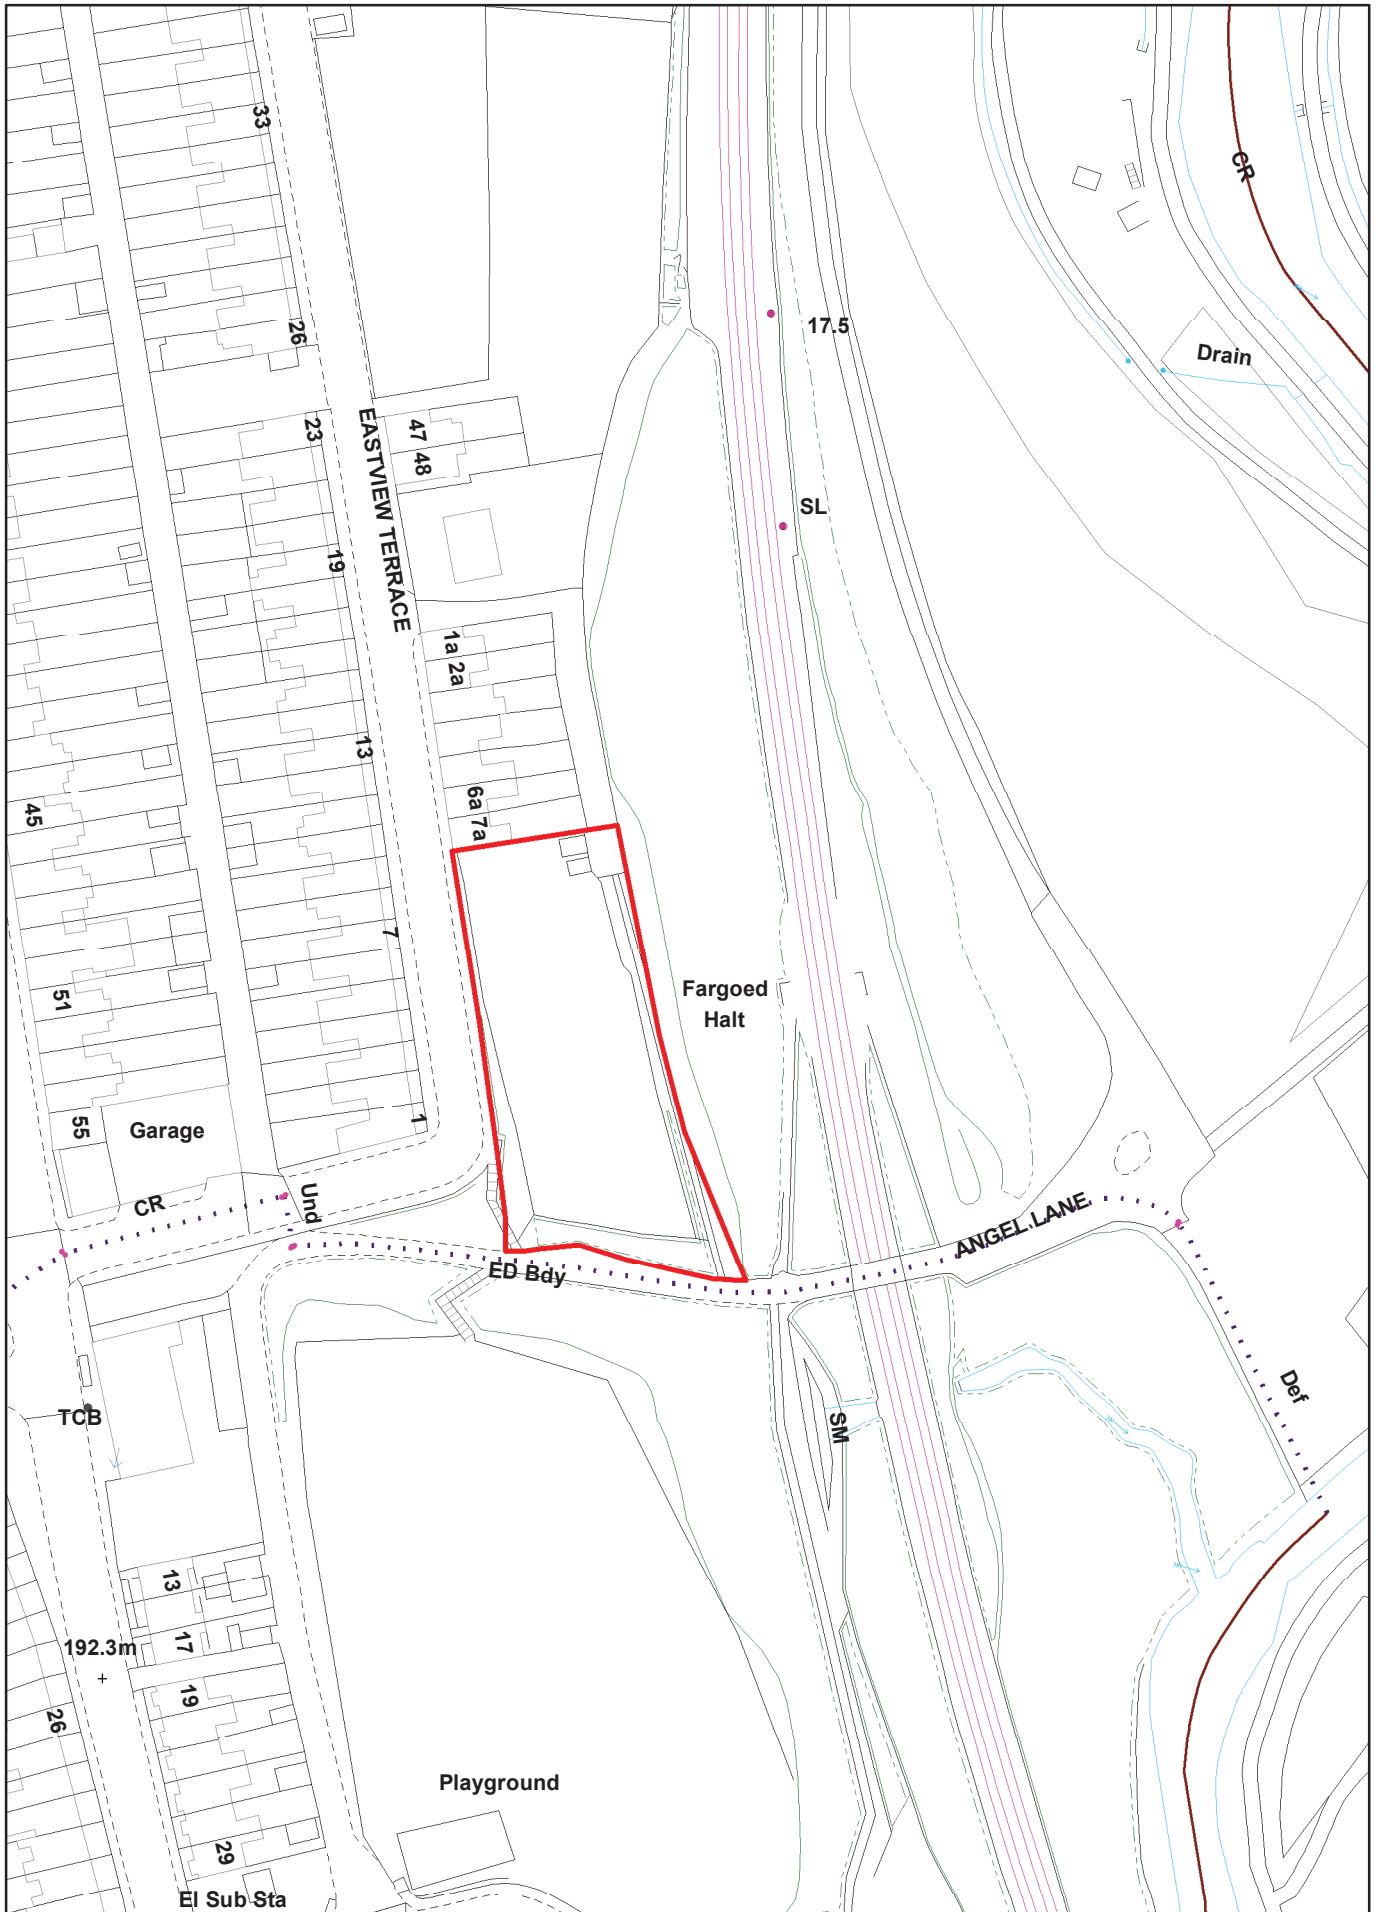 33
CR
26
17.5
Drain
23
EASTVIEW TERRACE
47
48
SL
19
1a 2a
13
6a 7a
45
7
Fargoed
Halt
51
55
Garage
1
CR
Und
ANGEL LANE
ED Bdy
Def
TCB
SM
13
17
192.3m
19
26
Playground
29
El Sub Sta